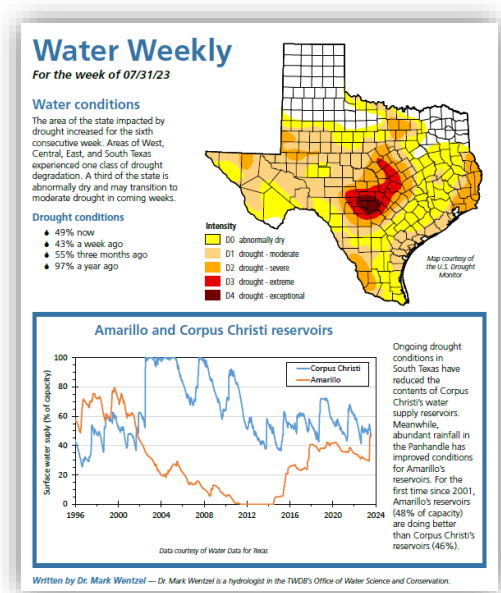 Water Weekly
For the week of 07/31/23
Water conditions
The area of the state impacted by
drought increased for the sixth
consecutive week. Areas of West,
Central, East, and South Texas
experienced one class of drought
degradation. A third of the state is
abnormally dry and may transition to
moderate drought in coming weeks.
Drought conditions
49% now
43% a week ago
55% three months ago
97% a year ago
Intensity
D0 abnormally dry
D1 drought - moderate
D2 drought - severe
D3 drought - extreme
D4 drought - exceptional
Map courtesy of
the U.S. Drought
Monitor
Amarillo and Corpus Christi reservoirs
Surface water suply (% of capacity)
100
80
60
40
20
0
1996
2000
2004
2008
2012
2016
2020
2024
Corpus Christi
Amarillo
Data courtesy of Water Data for Texas
Ongoing drought
conditions in
South Texas have
reduced the
contents of Corpus
Christi's water
supply reservoirs.
Meanwhile,
abundant rainfall in
the Panhandle has
improved conditions
for Amarillo's
reservoirs. For the
first time since 2001,
Amarillo's reservoirs
(48% of capacity)
are doing better
than Corpus Christi's
reservoirs (46%).
Written by Dr. Mark Wentzel — Dr. Mark Wentzel is a hydrologist in the TWDB's Office of Water Science and Conservation.